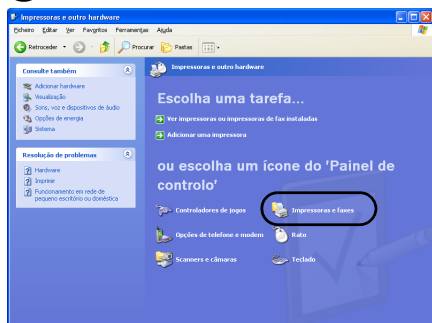 Impressoras e outro hardware
Ficheiro Editar Ver Favoritos Ferramentas Ajuda
Retroceder Procurar Pastas
Consulte também
Adicionar hardware
Visualização
Sons, voz e dispositivos de áudio
Opções de energia
Sistema
Resolução de problemas
Hardware
Imprimir
Funcionamento em rede de
pequeno escritório ou doméstica
Impressoras e outro hardware
Escolha uma tarefa...
Ver impressoras ou impressoras de fax instaladas
Adicionar uma impressora
ou escolha um ícone do 'Painel de
controlo'
Controladores de jogos
Impressoras e faxes
Opções de telefone e modem
Rato
Scanners e câmaras
Teclado